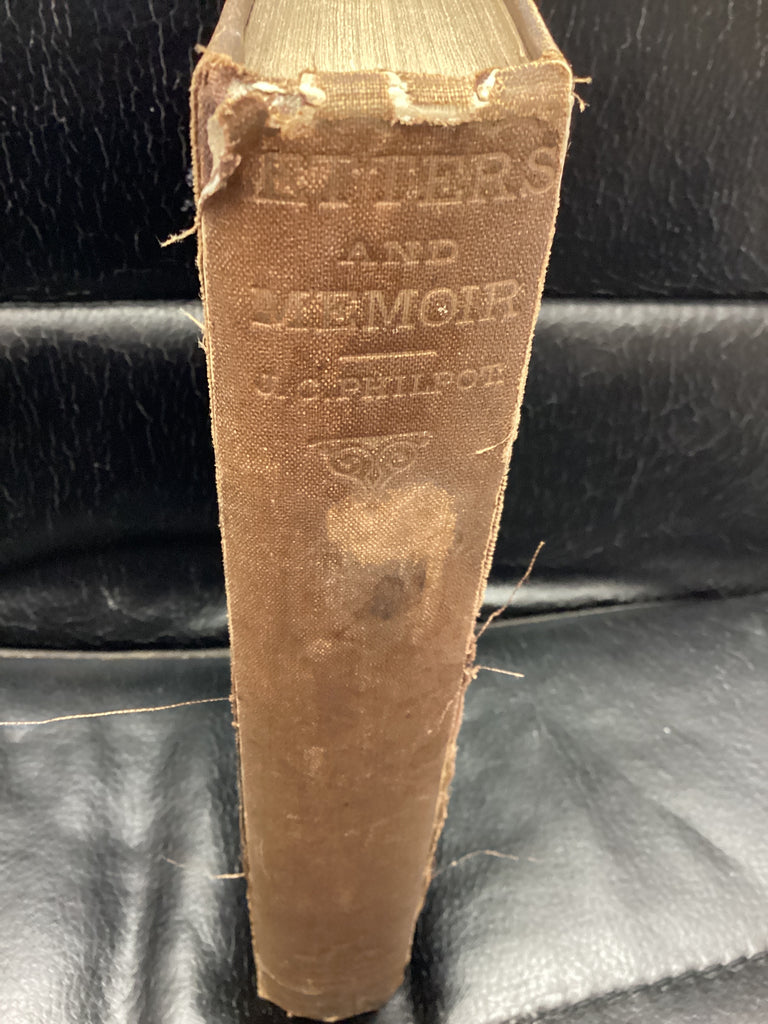 LETTERS
AND
MEMOIR
J.C. PHILPOT